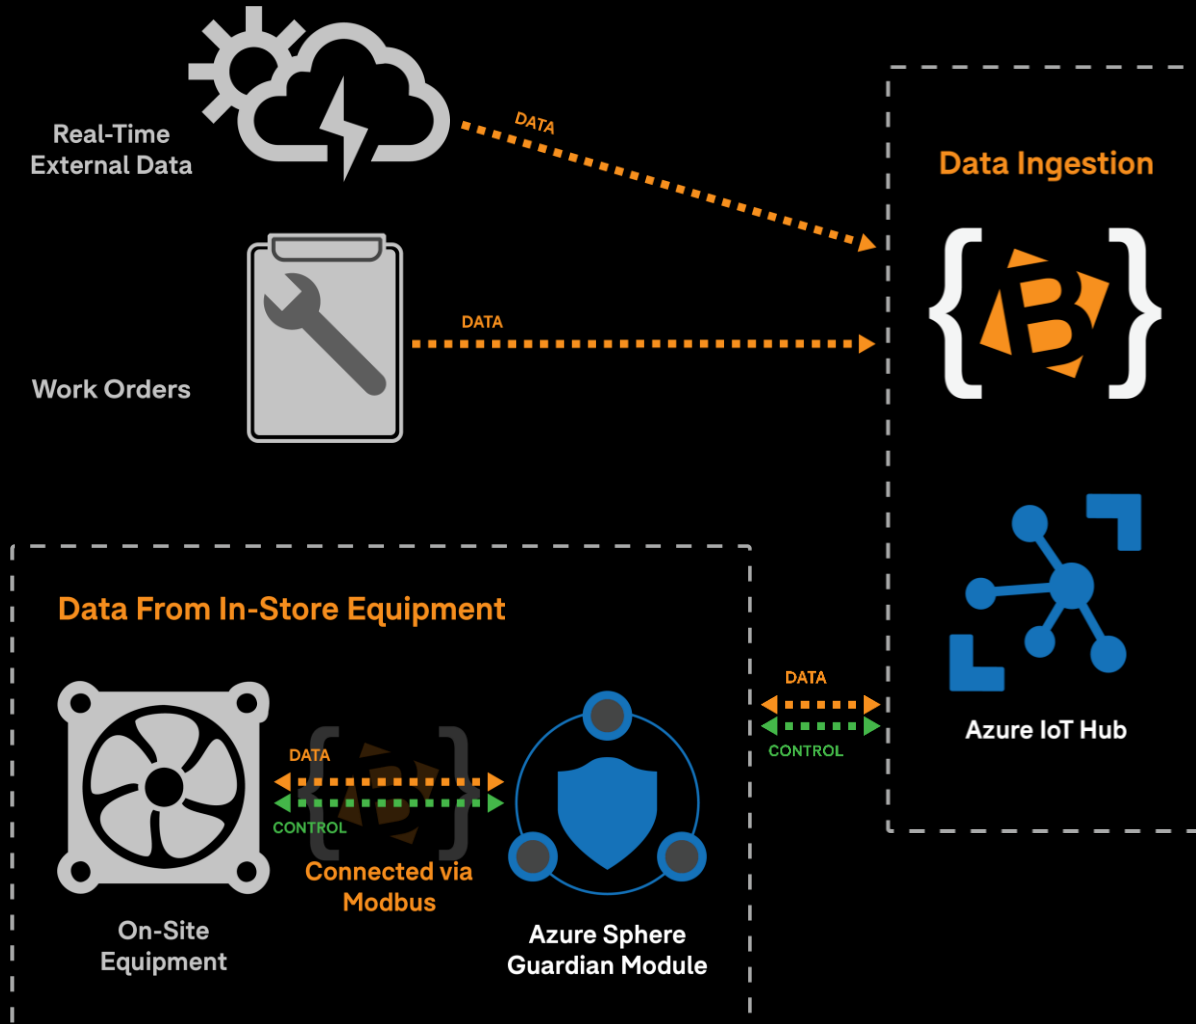 Real-Time
External Data
DATA
Data Ingestion
{B}
DATA
Work Orders
Data From In-Store Equipment
DATA
CONTROL
Azure IoT Hub
DATA
{B}
CONTROL
Connected via
Modbus
On-Site
Equipment
Azure Sphere
Guardian Module